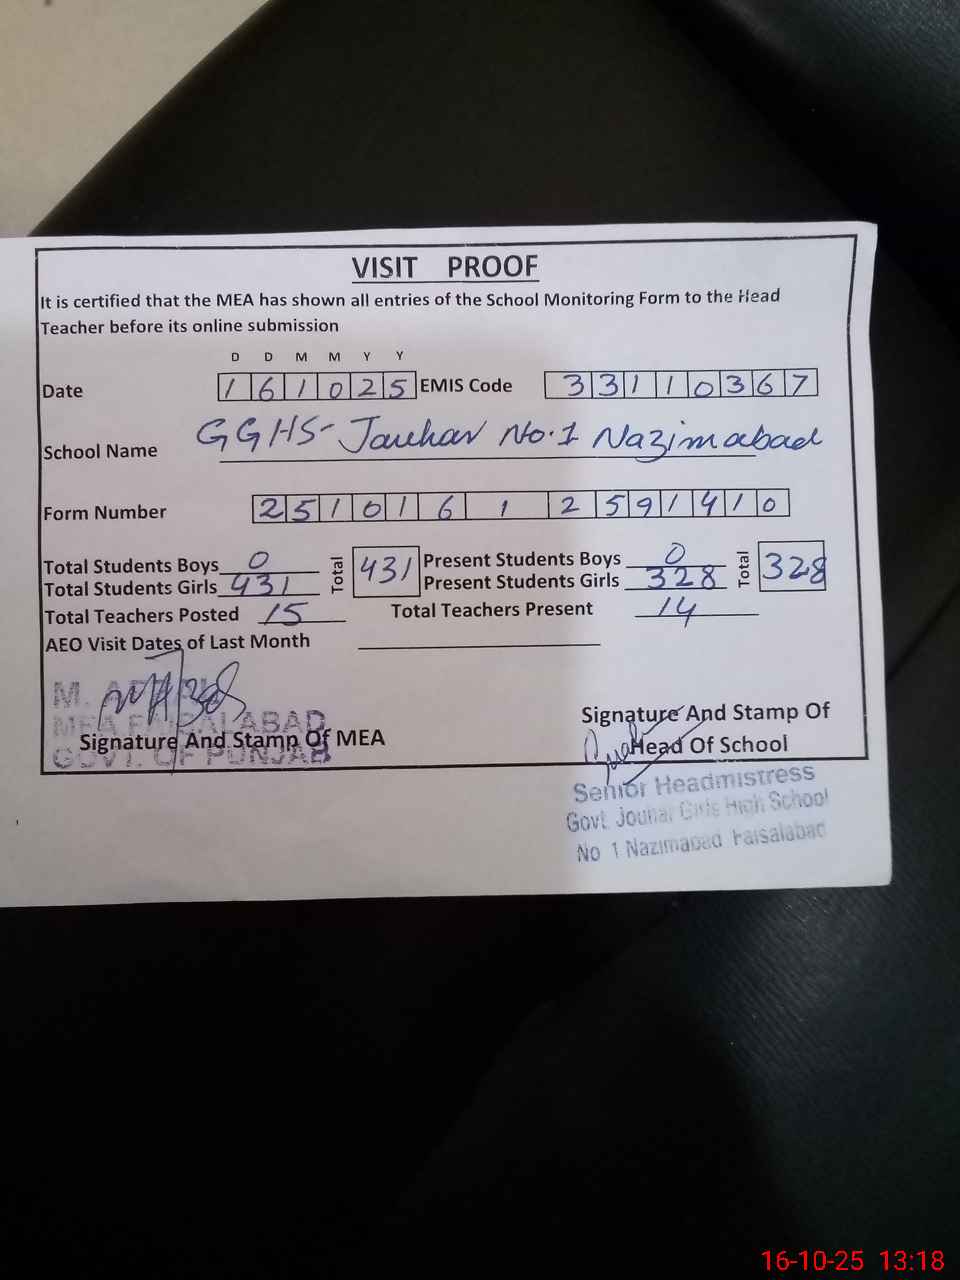 VISIT PROOF
It is certified that the MEA has shown all entries of the School Monitoring Form to the Head
Teacher before its online submission
D D M M Y Y
Date 1 6 1 0 2 5 EMIS Code 3 3 1 1 0 3 6 7
School Name GGHS- Jauhar No.1 Nazimabad
Form Number 2 5 1 0 1 6 1 2 5 9 1 4 1 0
Total Students Boys 0 Total 431 Present Students Boys 0 Total 328
Total Students Girls 431 Present Students Girls 328
Total Teachers Posted 15 Total Teachers Present 14
AEO Visit Dates of Last Month
M.
MEA FAISALABAD
GOVT. OF PUNJAB
Signature And Stamp Of MEA
Signature And Stamp Of
Head Of School
Senior Headmistress
Govt. Jouhar Girls High School
No 1 Nazimabad Faisalabad
16-10-25 13:18